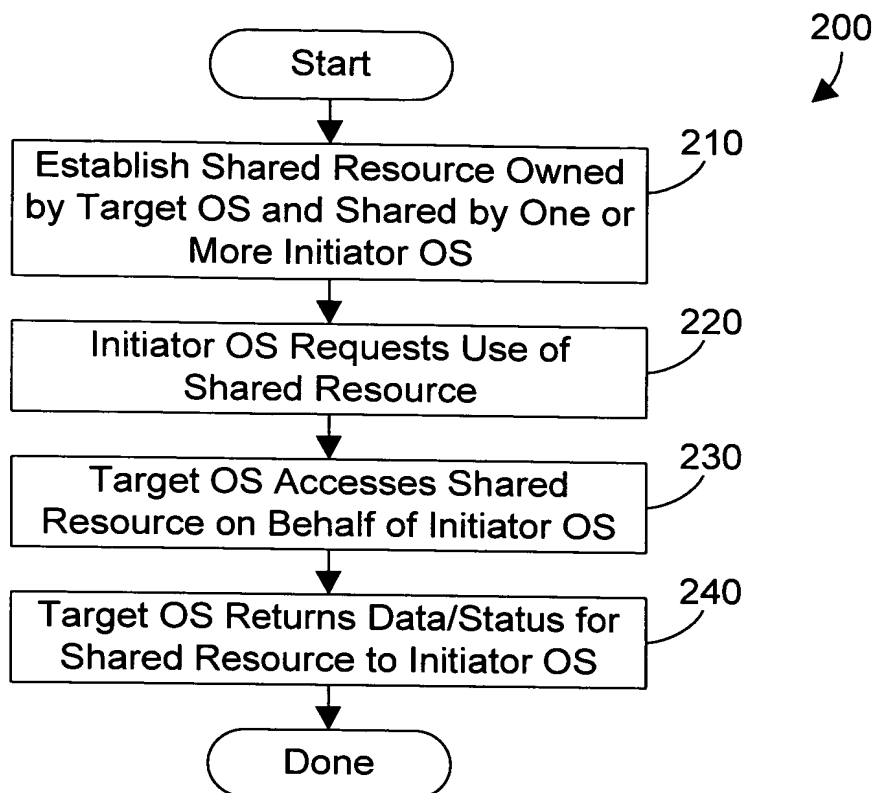 200
Start
210
Establish Shared Resource Owned
by Target OS and Shared by One or
More Initiator OS
220
Initiator OS Requests Use of
Shared Resource
230
Target OS Accesses Shared
Resource on Behalf of Initiator OS
240
Target OS Returns Data/Status for
Shared Resource to Initiator OS
Done